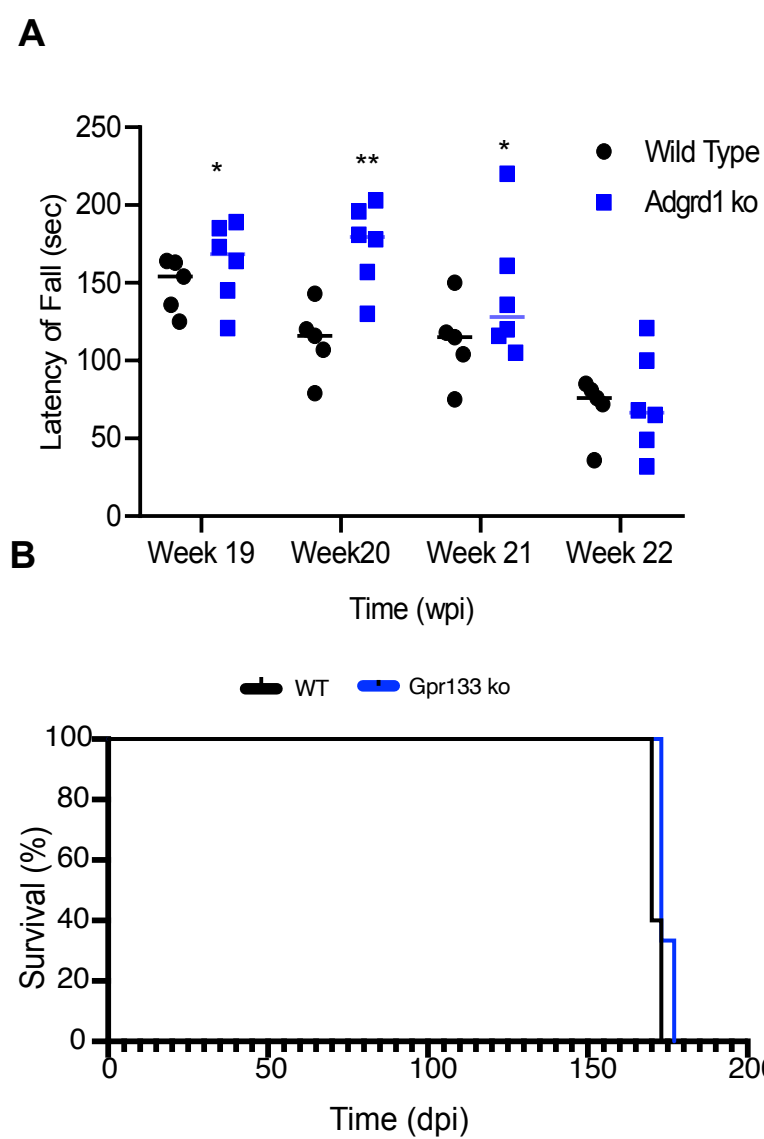 A
250
200
150
100
50
0
Latency of Fall (sec)
*
**
*
Wild Type
Adgrd1 ko
Week 19
Week20
Week 21
Week 22
Time (wpi)
B
WT
Gpr133 ko
100
80
60
40
20
0
Survival (%)
0
50
100
150
200
Time (dpi)